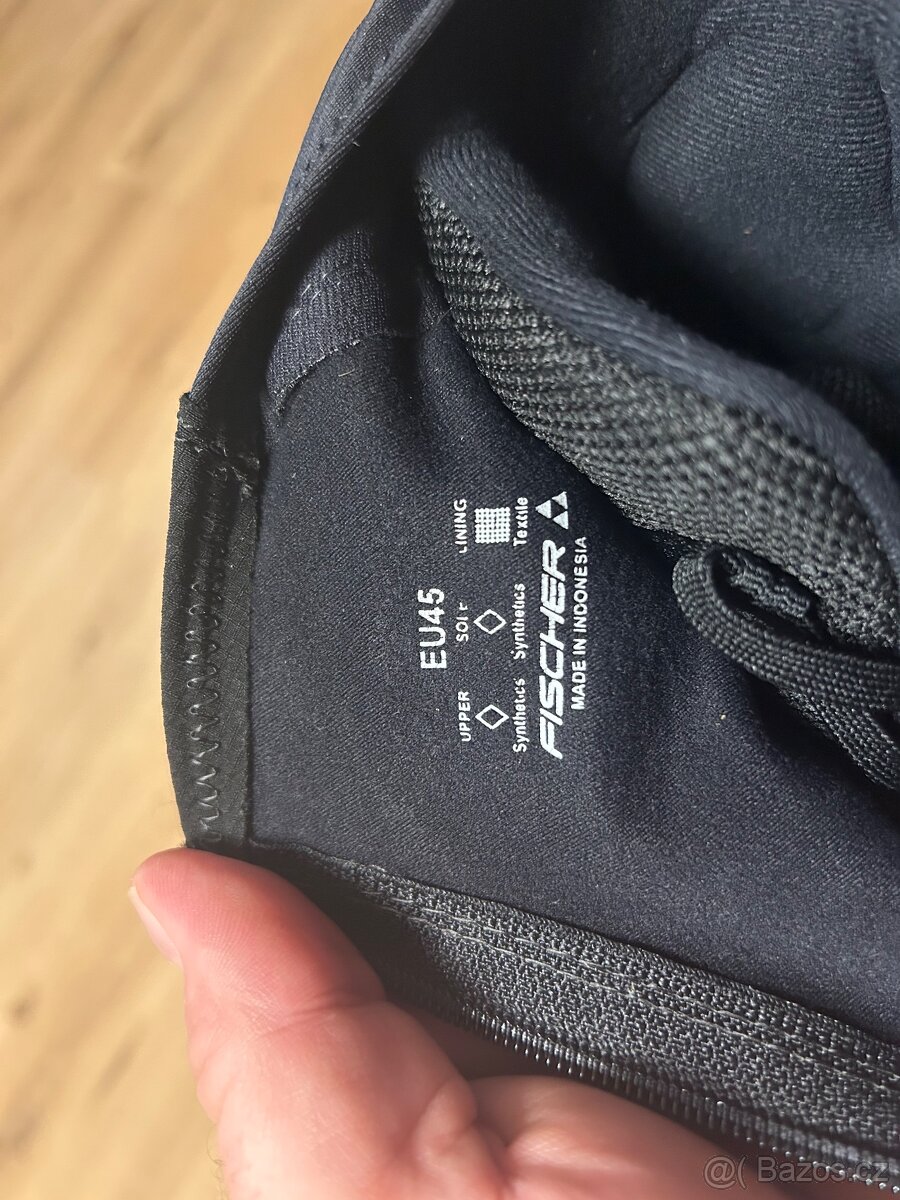 EU45
UPPER SOLE LINING
Synthetics Synthetics Textile
FISCHER
MADE IN INDONESIA
@( Bazos.cz